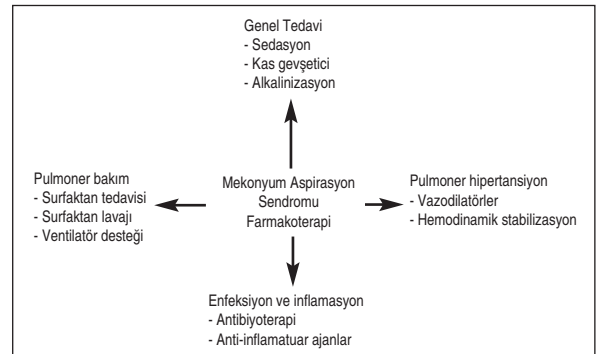 Genel Tedavi
- Sedasyon
- Kas gevşetici
- Alkalinizasyon
Pulmoner bakım
- Surfaktan tedavisi
- Surfaktan lavajı
- Ventilatör desteği
Mekonyum Aspirasyon
Sendromu
Farmakoterapi
Pulmoner hipertansiyon
- Vazodilatörler
- Hemodinamik stabilizasyon
Enfeksiyon ve inflamasyon
- Antibiyoterapi
- Anti-inflamatuar ajanlar